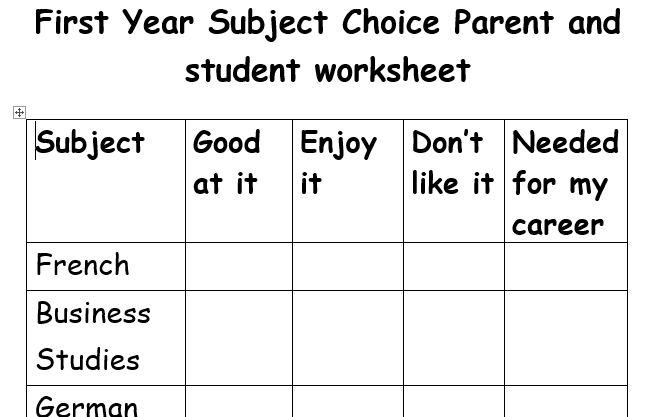 First Year Subject Choice Parent and
student worksheet
Subject Good Enjoy Don't Needed
at it it like it for my
career
French
Business
Studies
German